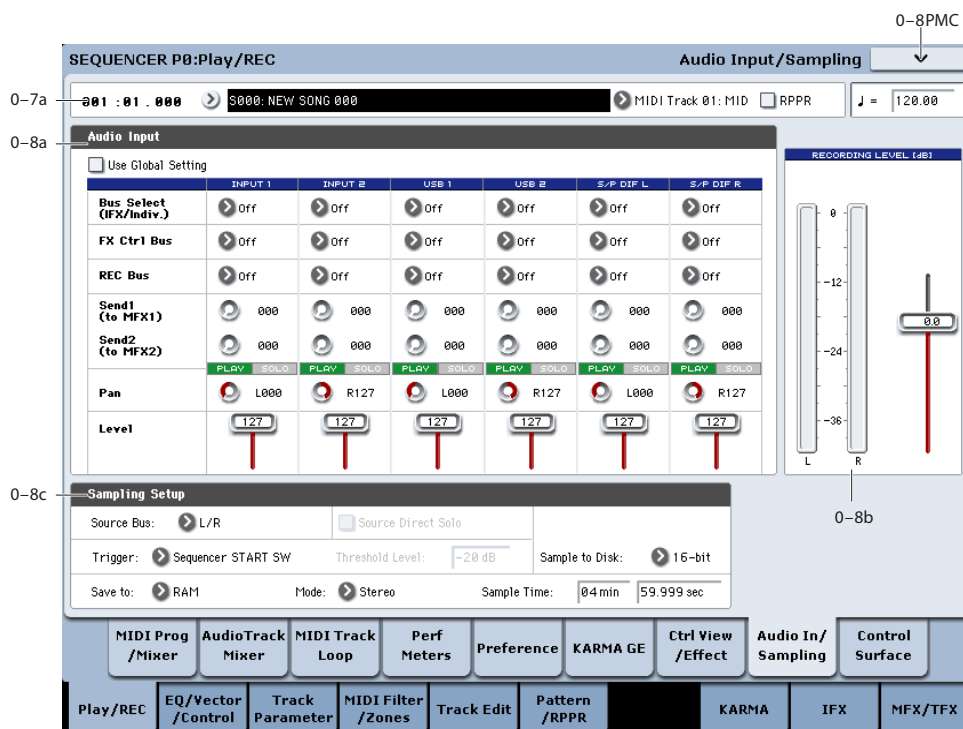 0–8PMC
SEQUENCER P0:Play/REC Audio Input/Sampling
0–7a
001 :01 . 000 S000: NEW SONG 000 MIDI Track 01: MID RPPR ♩ = 120.00
0–8a
Audio Input
Use Global Setting
RECORDING LEVEL [dB]
INPUT 1 INPUT 2 USB 1 USB 2 S/P DIF L S/P DIF R
Bus Select
(IFX/Indiv.)
Off Off Off Off Off Off
FX Ctrl Bus Off Off Off Off Off Off
REC Bus Off Off Off Off Off Off
Send1
(to MFX1)
000 000 000 000 000 000
Send2
(to MFX2)
000 000 000 000 000 000
PLAY SOLO PLAY SOLO PLAY SOLO PLAY SOLO PLAY SOLO PLAY SOLO
Pan L000 R127 L000 R127 L000 R127
Level 127 127 127 127 127 127
0
–12
–24
–36
0.0
L R
0–8b
0–8c
Sampling Setup
Source Bus: L/R Source Direct Solo
Trigger: Sequencer START SW Threshold Level: –20 dB Sample to Disk: 16–bit
Save to: RAM Mode: Stereo Sample Time: 04 min 59.999 sec
MIDI Prog
/Mixer
AudioTrack
Mixer
MIDI Track
Loop
Perf
Meters
Preference
KARMA GE
Ctrl View
/Effect
Audio In/
Sampling
Control
Surface
Play/REC
EQ/Vector
/Control
Track
Parameter
MIDI Filter
/Zones
Track Edit
Pattern
/RPPR
KARMA
IFX
MFX/TFX